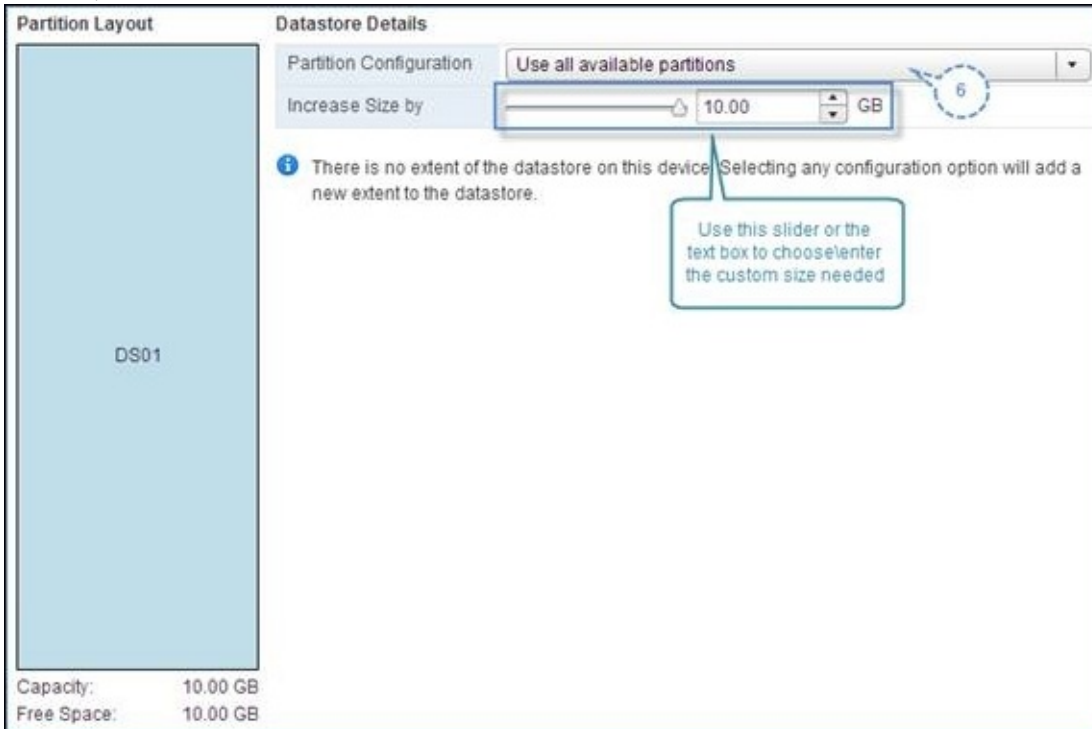 Partition Layout
Datastore Details
Partition Configuration
Use all available partitions
6
Increase Size by
10.00
GB
There is no extent of the datastore on this device. Selecting any configuration option will add a
new extent to the datastore.
Use this slider or the
text box to choose\enter
the custom size needed
DS01
Capacity: 10.00 GB
Free Space: 10.00 GB